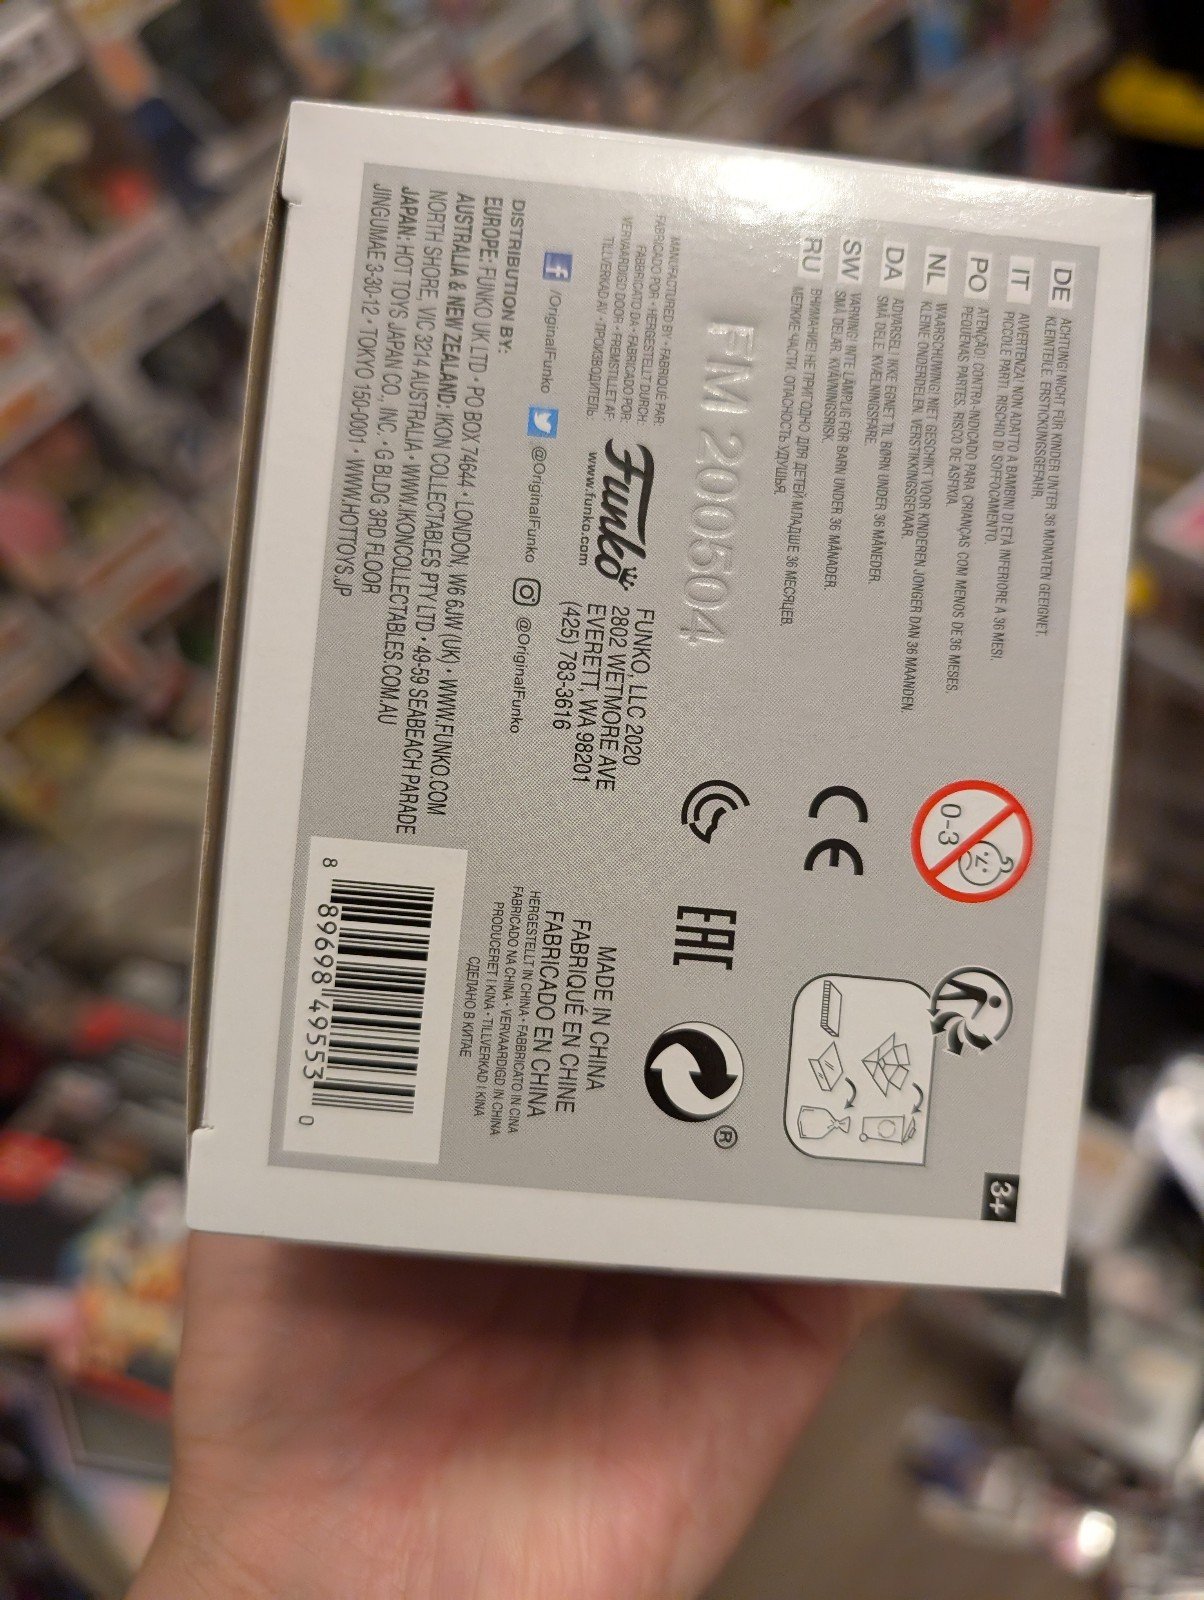 DE ACHTUNG! NICHT FÜR KINDER UNTER 36 MONATEN GEEIGNET.
KLEINTEILE. ERSTICKUNGSGEFAHR.
IT AVVERTENZA! NON ADATTO A BAMBINI DI ETÀ INFERIORE A 36 MESI.
PICCOLE PARTI. RISCHIO DI SOFFOCAMENTO.
PO ATENÇÃO: CONTRA-INDICADO PARA CRIANÇAS COM MENOS DE 36 MESES.
PEQUENAS PARTES. RISCO DE ASFIXIA.
NL WAARSCHUWING NIET GESCHIKT VOOR KINDEREN JONGER DAN 36 MAANDEN.
KLEINE ONDERDELEN. VERSTIKKINGSGEVAAR.
DA ADVARSEL! IKKE EGNET TIL BØRN UNDER 36 MÅNEDER.
SMÅ DELE. KVÆLNINGSFARE.
SW VARNING! INTE LÄMPLIG FÖR BARN UNDER 36 MÅNADER.
SMÅ DELAR. KVÄVNINGSRISK.
RU ВНИМАНИЕ! НЕ ПРИГОДНО ДЛЯ ДЕТЕЙ МЛАДШЕ 36 МЕСЯЦЕВ.
МЕЛКИЕ ЧАСТИ. ОПАСНОСТЬ УДУШЬЯ.
0-3
3+
CE
FM 200504
EAC
®
MANUFACTURED BY • FABRIQUÉ PAR:
FABRICADO POR • HERGESTELLT DURCH:
FABBRICATO DA • FABRICADO POR:
VERVAARDIGD DOOR • FREMSTILLET AF:
TILLVERKAD AV • ПРОИЗВОДИТЕЛЬ:
Funko
www.funko.com
FUNKO, LLC 2020
2802 WETMORE AVE
EVERETT, WA 98201
(425) 783-3616
MADE IN CHINA
FABRIQUÉ EN CHINE
FABRICADO EN CHINA
HERGESTELLT IN CHINA • FABBRICATO IN CINA
FABRICADO NA CHINA • VERVAARDIGD IN CHINA
PRODUCERET I KINA • TILLVERKAD I KINA
СДЕЛАНО В КИТАЕ
/OriginalFunko @OriginalFunko @OriginalFunko
DISTRIBUTION BY:
EUROPE: FUNKO UK, LTD • PO BOX 74644 • LONDON, W6 6JW (UK) • WWW.FUNKO.COM
AUSTRALIA & NEW ZEALAND: IKON COLLECTABLES PTY LTD • 49-59 SEABEACH PARADE
NORTH SHORE, VIC 3214 AUSTRALIA • WWW.IKONCOLLECTABLES.COM.AU
JAPAN: HOT TOYS JAPAN CO., INC. • G BLDG 3RD FLOOR
JINGUMAE 3-30-12 • TOKYO 150-0001 • WWW.HOTTOYS.JP
8 89698 49553 0